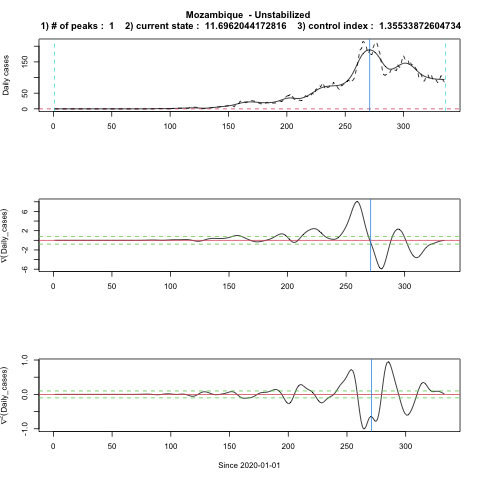 Mozambique - Unstabilized
1) # of peaks : 1 2) current state : 11.6962044172816 3) control index : 1.35533872604734
Daily cases
150
50
0
0 50 100 150 200 250 300
∇(Daily_cases)
6
2
-2
-6
0 50 100 150 200 250 300
∇²(Daily_cases)
1.0
0.0
-1.0
0 50 100 150 200 250 300
Since 2020-01-01